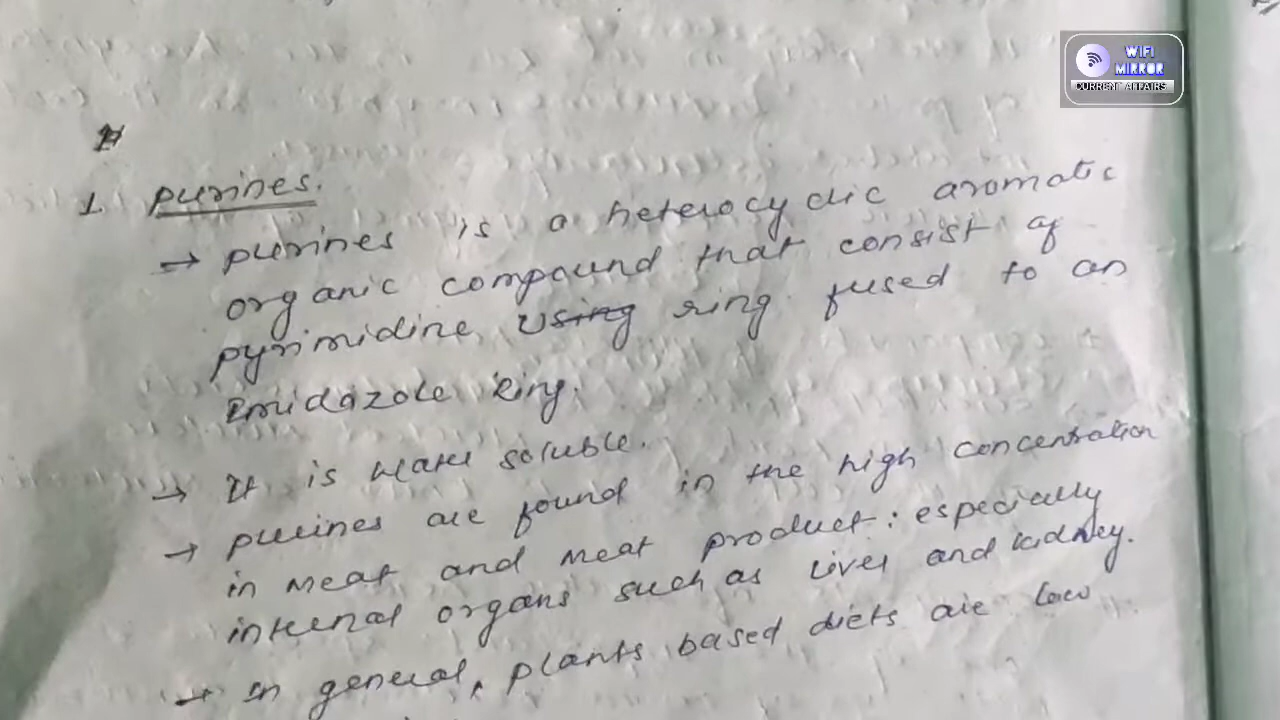 WIFI
MIRROR
CURRENT AFFAIRS
1 purines.
→ purines is a heterocyclic aromatic
organic compound that consist of
pyrimidine using ring fused to an
Imidazole Ring.
→ It is water soluble.
→ purines are found in the high concentration
in meat and meat product: especially
internal organs such as liver and kidney.
→ In general, plants based diets are low